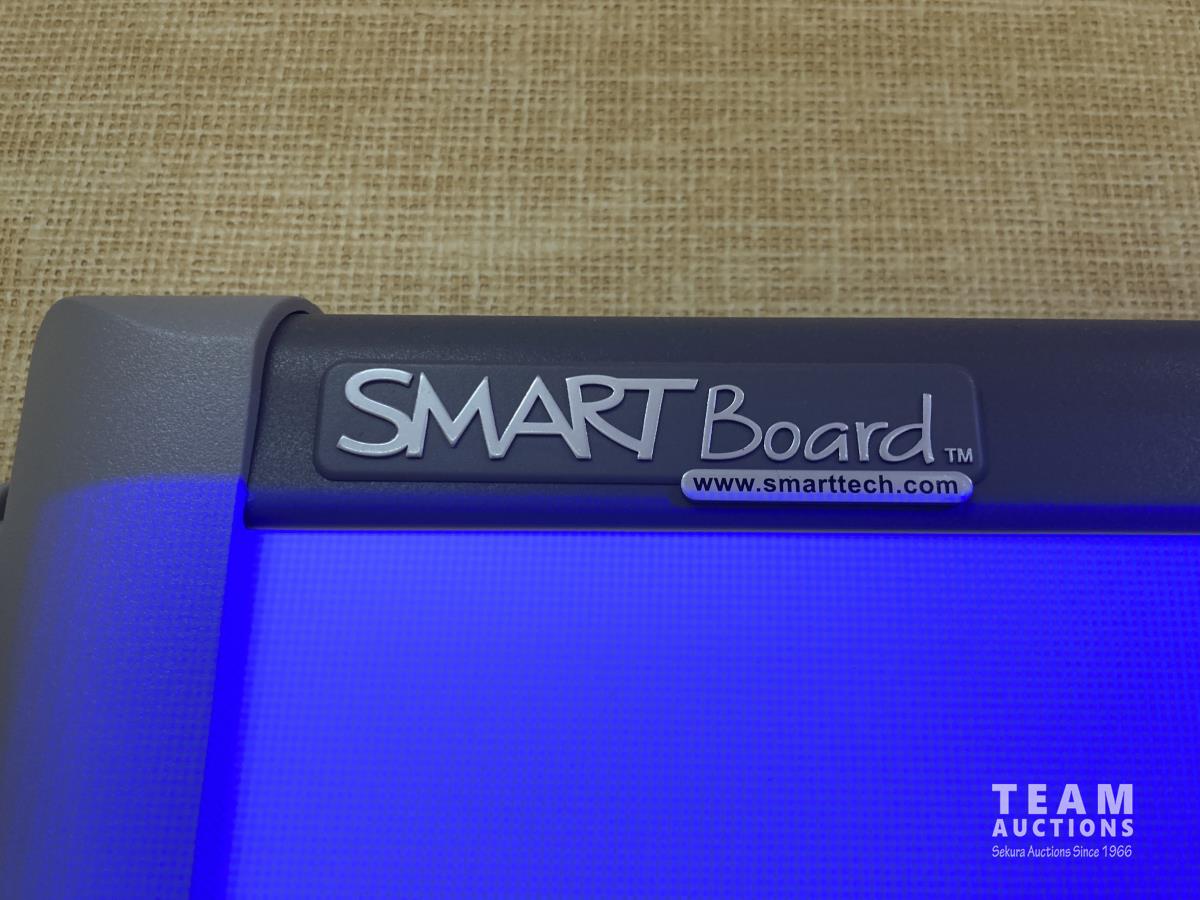 SMART Board™
www.smarttech.com
TEAM
AUCTIONS
Sekura Auctions Since 1966